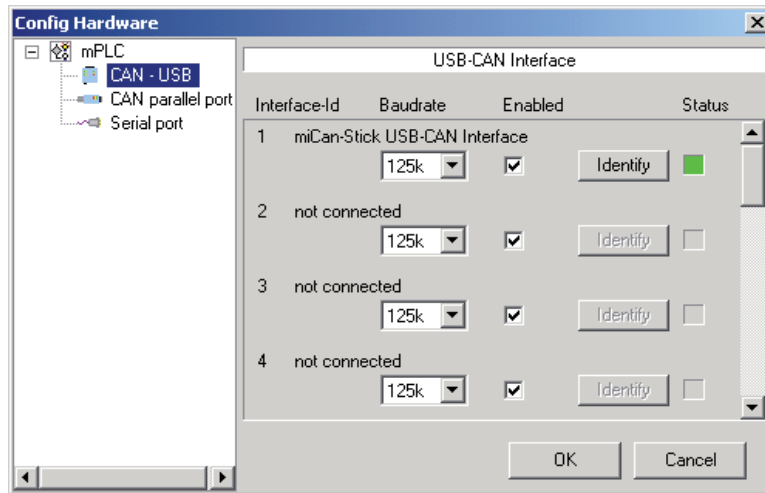 Config Hardware
mPLC
CAN - USB
CAN parallel port
Serial port
USB-CAN Interface
Interface-Id Baudrate Enabled Status
1 miCan-Stick USB-CAN Interface
125k Identify
2 not connected
125k Identify
3 not connected
125k Identify
4 not connected
125k Identify
OK Cancel